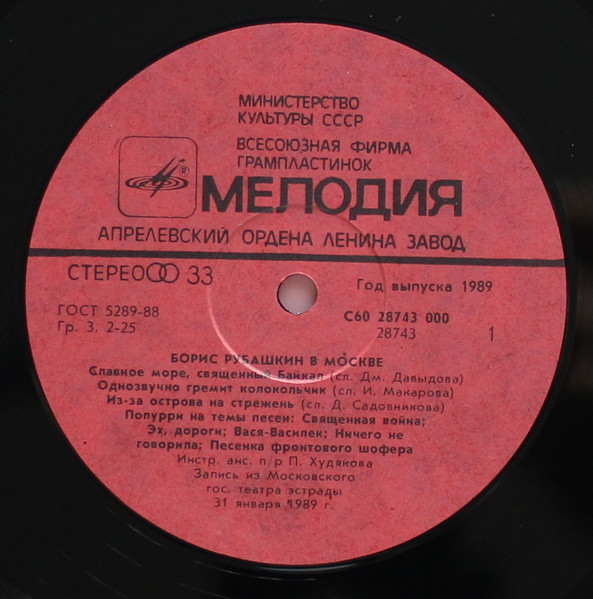 МИНИСТЕРСТВО
КУЛЬТУРЫ СССР
ВСЕСОЮЗНАЯ ФИРМА
ГРАМПЛАСТИНОК
®
МЕЛОДИЯ
АПРЕЛЕВСКИЙ ОРДЕНА ЛЕНИНА ЗАВОД
СТЕРЕО 33
Год выпуска 1989
ГОСТ 5289-88
Гр. 3. 2-25
С60 28743 000
28743
1
БОРИС РУБАШКИН В МОСКВЕ
Славное море, священный Байкал (сл. Дм. Давыдова)
Однозвучно гремит колокольчик (сл. И. Макарова)
Из-за острова на стрежень (сл. Д. Садовникова)
Попурри на темы песен: Священная война;
Эх, дороги; Вася-Василек; Ничего не
говорила; Песенка фронтового шофера
Инстр. анс. п/р П. Худякова
Запись из Московского
гос. театра эстрады
31 января 1989 г.